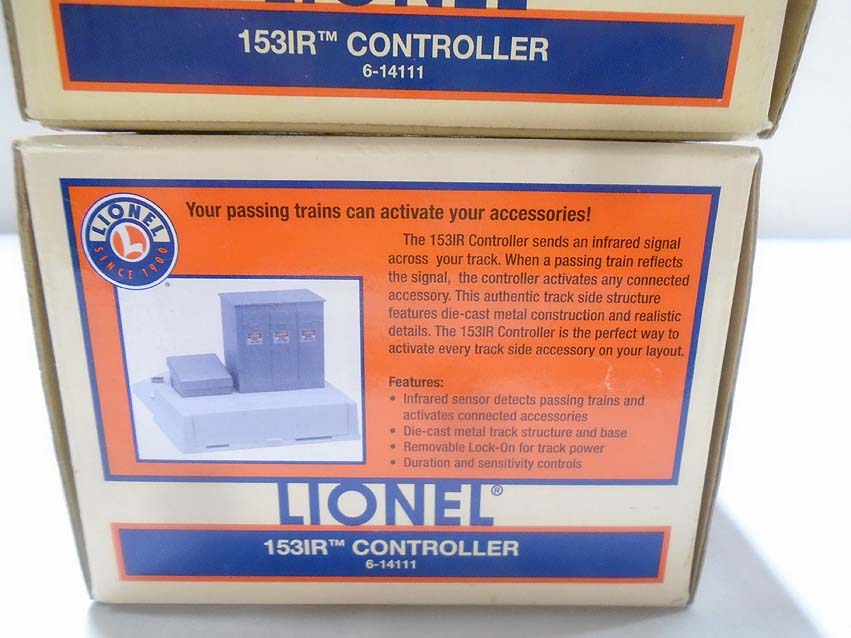 LIONEL
153IR™ CONTROLLER
6-14111
LIONEL
L
SINCE 1900
®
Your passing trains can activate your accessories!
The 153IR Controller sends an infrared signal
across your track. When a passing train reflects
the signal, the controller activates any connected
accessory. This authentic track side structure
features die-cast metal construction and realistic
details. The 153IR Controller is the perfect way to
activate every track side accessory on your layout.
Features:
• Infrared sensor detects passing trains and
activates connected accessories
• Die-cast metal track structure and base
• Removable Lock-On for track power
• Duration and sensitivity controls
LIONEL®
153IR™ CONTROLLER
6-14111